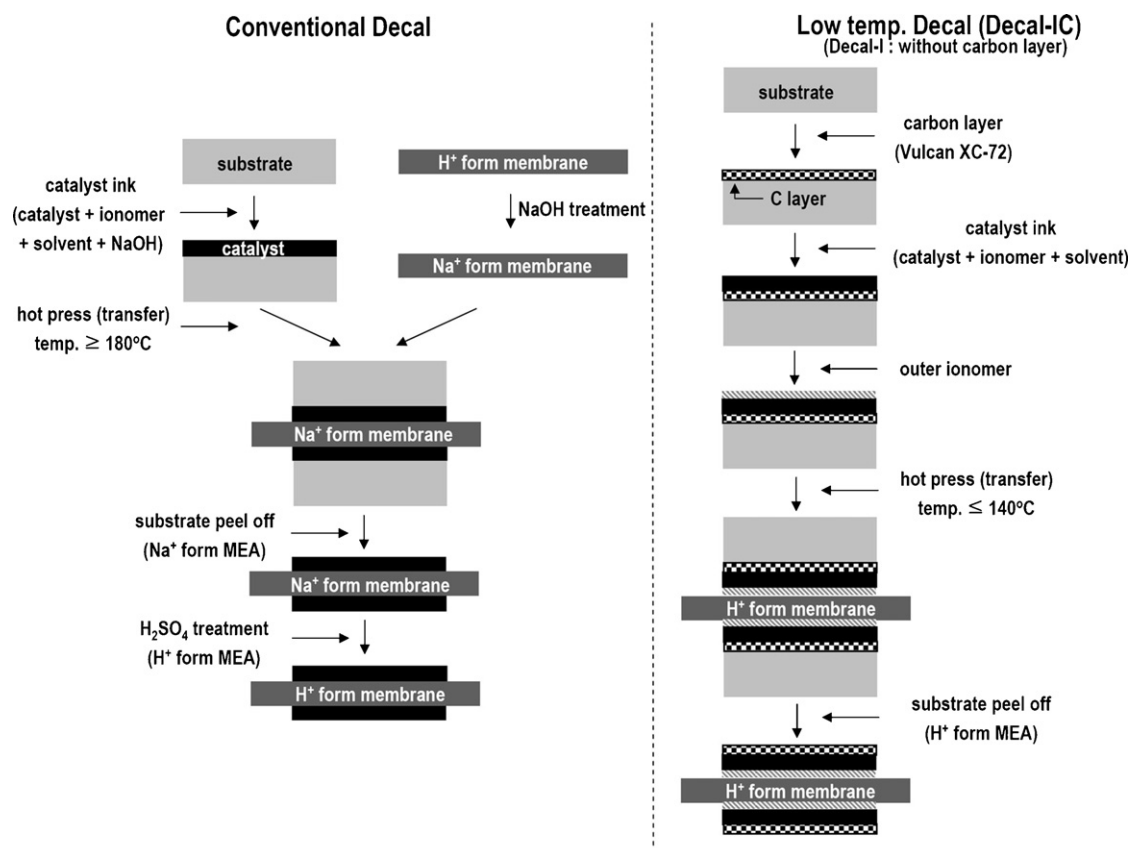 Conventional Decal
substrate
H⁺ form membrane
catalyst ink
(catalyst + ionomer
+ solvent + NaOH)
NaOH treatment
catalyst
Na⁺ form membrane
hot press (transfer)
temp. ≥ 180ºC
Na⁺ form membrane
substrate peel off
(Na⁺ form MEA)
Na⁺ form membrane
H₂SO₄ treatment
(H⁺ form MEA)
H⁺ form membrane
Low temp. Decal (Decal-IC)
(Decal-I : without carbon layer)
substrate
carbon layer
(Vulcan XC-72)
C layer
catalyst ink
(catalyst + ionomer + solvent)
outer ionomer
hot press (transfer)
temp. ≤ 140ºC
H⁺ form membrane
substrate peel off
(H⁺ form MEA)
H⁺ form membrane